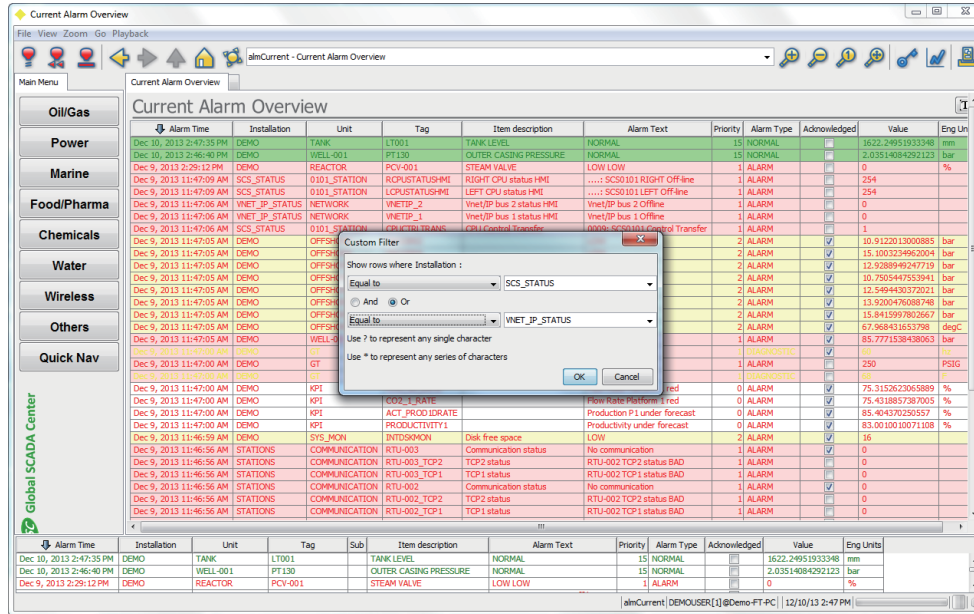 Current Alarm Overview
File View Zoom Go Playback
almCurrent - Current Alarm Overview
Main Menu
Current Alarm Overview
Oil/Gas
Power
Marine
Food/Pharma
Chemicals
Water
Wireless
Others
Quick Nav
Global SCADA Center
Current Alarm Overview
Alarm Time Installation Unit Tag Item description Alarm Text Priority Alarm Type Acknowledged Value Eng Un
Dec 10, 2013 2:47:35 PM DEMO TANK LT001 TANK LEVEL NORMAL 15 NORMAL 1622.24951933348 mm
Dec 10, 2013 2:46:40 PM DEMO WELL-001 PT130 OUTER CASING PRESSURE NORMAL 15 NORMAL 2.03514084292123 bar
Dec 9, 2013 2:29:12 PM DEMO REACTOR PCV-001 STEAM VALVE LOW LOW 1 ALARM 0 %
Dec 9, 2013 11:47:09 AM SCS_STATUS 0101_STATION RCPUSTATUSHMI RIGHT CPU status HMI ....: SCS0101 RIGHT Off-line 1 ALARM 254
Dec 9, 2013 11:47:09 AM SCS_STATUS 0101_STATION LCPUSTATUSHMI LEFT CPU status HMI ....: SCS0101 LEFT Off-line 1 ALARM 254
Dec 9, 2013 11:47:06 AM VNET_IP_STATUS NETWORK VNETIP_2 Vnet/IP bus 2 status HMI Vnet/IP bus 2 Offline 1 ALARM 0
Dec 9, 2013 11:47:06 AM VNET_IP_STATUS NETWORK VNETIP_1 Vnet/IP bus 1 status HMI Vnet/IP bus 1 Offline 1 ALARM 0
Dec 9, 2013 11:47:06 AM SCS_STATUS 0101_STATION CPUCTRLTRANS CPU Control Transfer 0009: SCS0101 Control Transfer 1 ALARM 1
Dec 9, 2013 11:47:05 AM DEMO OFFSHO 2 ALARM 10.9122013000885 bar
Dec 9, 2013 11:47:05 AM DEMO OFFSHO 2 ALARM 15.1003234962004 bar
Dec 9, 2013 11:47:05 AM DEMO OFFSHO 2 ALARM 12.9288949247719 bar
Dec 9, 2013 11:47:05 AM DEMO OFFSHO 2 ALARM 10.7505447553941 bar
Dec 9, 2013 11:47:05 AM DEMO OFFSHO 2 ALARM 12.5494430372021 bar
Dec 9, 2013 11:47:05 AM DEMO OFFSHO 2 ALARM 13.9200476088748 bar
Dec 9, 2013 11:47:05 AM DEMO OFFSHO 2 ALARM 15.8415997802667 bar
Dec 9, 2013 11:47:05 AM DEMO OFFSHO 2 ALARM 67.968431653798 degC
Dec 9, 2013 11:47:05 AM DEMO WELL-0 2 ALARM 85.7771538438063 bar
Dec 9, 2013 11:47:00 AM DEMO GT 1 ALARM 250 PSIG
Dec 9, 2013 11:47:00 AM DEMO KPI red 0 ALARM 75.3152623065889 %
Dec 9, 2013 11:47:00 AM DEMO KPI CO2_1_RATE Flow Rate Platform 1 red 0 ALARM 75.4318857387005 %
Dec 9, 2013 11:47:00 AM DEMO KPI ACT_PROD1DRATE Production P1 under forecast 0 ALARM 85.404370250557 %
Dec 9, 2013 11:47:00 AM DEMO KPI PRODUCTIVITY1 Productivity under forecast 0 ALARM 83.0010010071108 %
Dec 9, 2013 11:46:59 AM DEMO SYS_MON INTDSKMON Disk free space LOW 2 ALARM 16
Dec 9, 2013 11:46:56 AM STATIONS COMMUNICATION RTU-003 Communication status No communication 1 ALARM 0
Dec 9, 2013 11:46:56 AM STATIONS COMMUNICATION RTU-003_TCP2 TCP2 status RTU-002 TCP2 status BAD 1 ALARM 0
Dec 9, 2013 11:46:56 AM STATIONS COMMUNICATION RTU-003_TCP1 TCP1 status RTU-002 TCP1 status BAD 1 ALARM 0
Dec 9, 2013 11:46:56 AM STATIONS COMMUNICATION RTU-002 Communication status No communication 1 ALARM 0
Dec 9, 2013 11:46:56 AM STATIONS COMMUNICATION RTU-002_TCP2 TCP2 status RTU-002 TCP2 status BAD 1 ALARM 0
Dec 9, 2013 11:46:56 AM STATIONS COMMUNICATION RTU-002_TCP1 TCP1 status RTU-002 TCP1 status BAD 1 ALARM 0
Custom Filter
Show rows where Installation :
Equal to SCS_STATUS
And Or
Equal to VNET_IP_STATUS
Use ? to represent any single character
Use * to represent any series of characters
OK Cancel
Alarm Time Installation Unit Tag Sub Item description Alarm Text Priority Alarm Type Acknowledged Value Eng Units
Dec 10, 2013 2:47:35 PM DEMO TANK LT001 TANK LEVEL NORMAL 15 NORMAL 1622.24951933348 mm
Dec 10, 2013 2:46:40 PM DEMO WELL-001 PT130 OUTER CASING PRESSURE NORMAL 15 NORMAL 2.03514084292123 bar
Dec 9, 2013 2:29:12 PM DEMO REACTOR PCV-001 STEAM VALVE LOW LOW 1 ALARM 0 %
almCurrent DEMOUSER[1]@Demo-FT-PC 12/10/13 2:47 PM